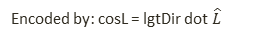 Encoded by: cosL = lgtDir dot L̂